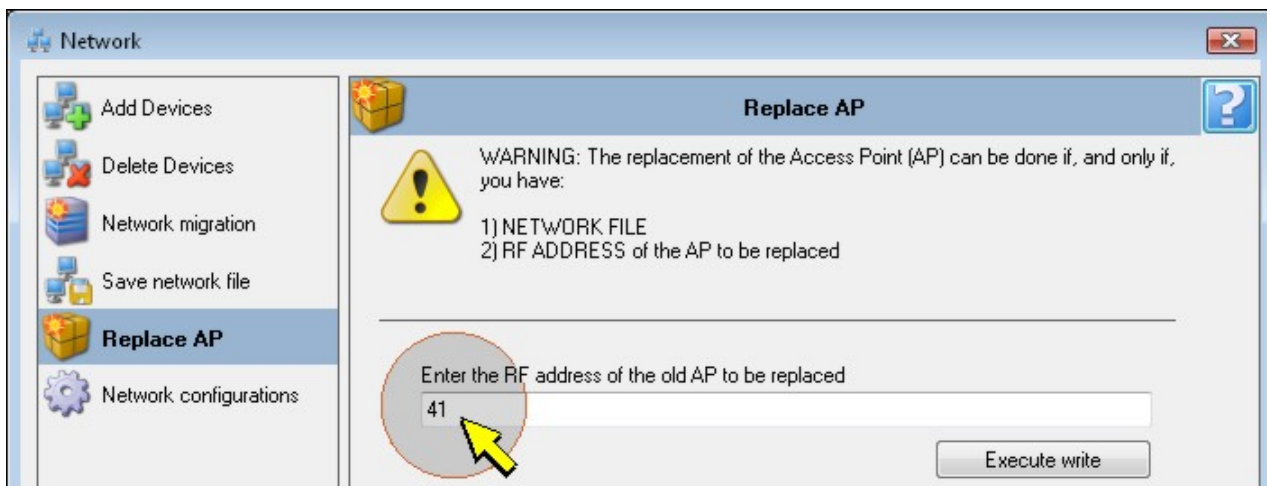 Network
Add Devices
Delete Devices
Network migration
Save network file
Replace AP
Network configurations
Replace AP
WARNING: The replacement of the Access Point (AP) can be done if, and only if,
you have:
1) NETWORK FILE
2) RF ADDRESS of the AP to be replaced
Enter the RF address of the old AP to be replaced
41
Execute write